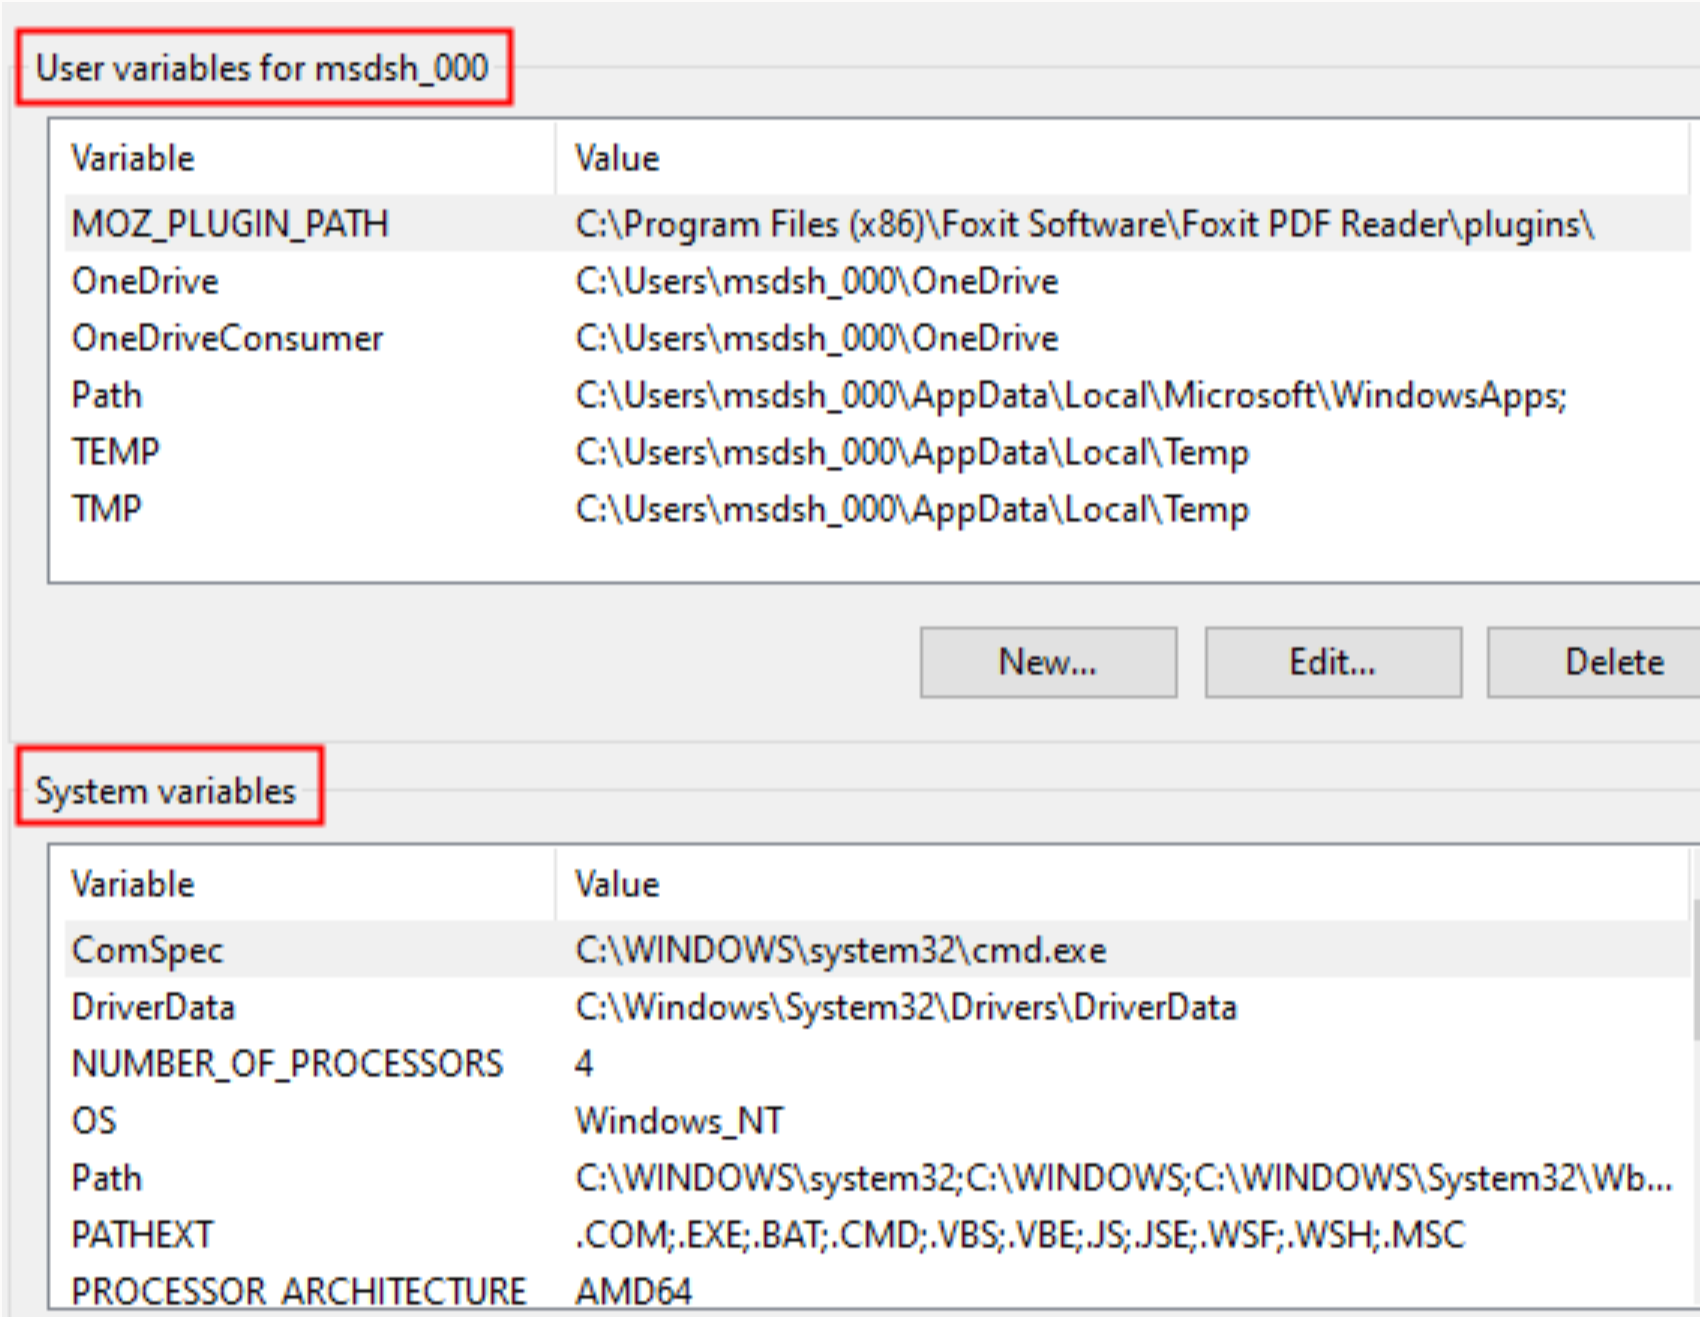 User variables for msdsh_000
Variable Value
MOZ_PLUGIN_PATH C:\Program Files (x86)\Foxit Software\Foxit PDF Reader\plugins\
OneDrive C:\Users\msdsh_000\OneDrive
OneDriveConsumer C:\Users\msdsh_000\OneDrive
Path C:\Users\msdsh_000\AppData\Local\Microsoft\WindowsApps;
TEMP C:\Users\msdsh_000\AppData\Local\Temp
TMP C:\Users\msdsh_000\AppData\Local\Temp
New... Edit... Delete
System variables
Variable Value
ComSpec C:\WINDOWS\system32\cmd.exe
DriverData C:\Windows\System32\Drivers\DriverData
NUMBER_OF_PROCESSORS 4
OS Windows_NT
Path C:\WINDOWS\system32;C:\WINDOWS;C:\WINDOWS\System32\Wb...
PATHEXT .COM;.EXE;.BAT;.CMD;.VBS;.VBE;.JS;.JSE;.WSF;.WSH;.MSC
PROCESSOR_ARCHITECTURE AMD64